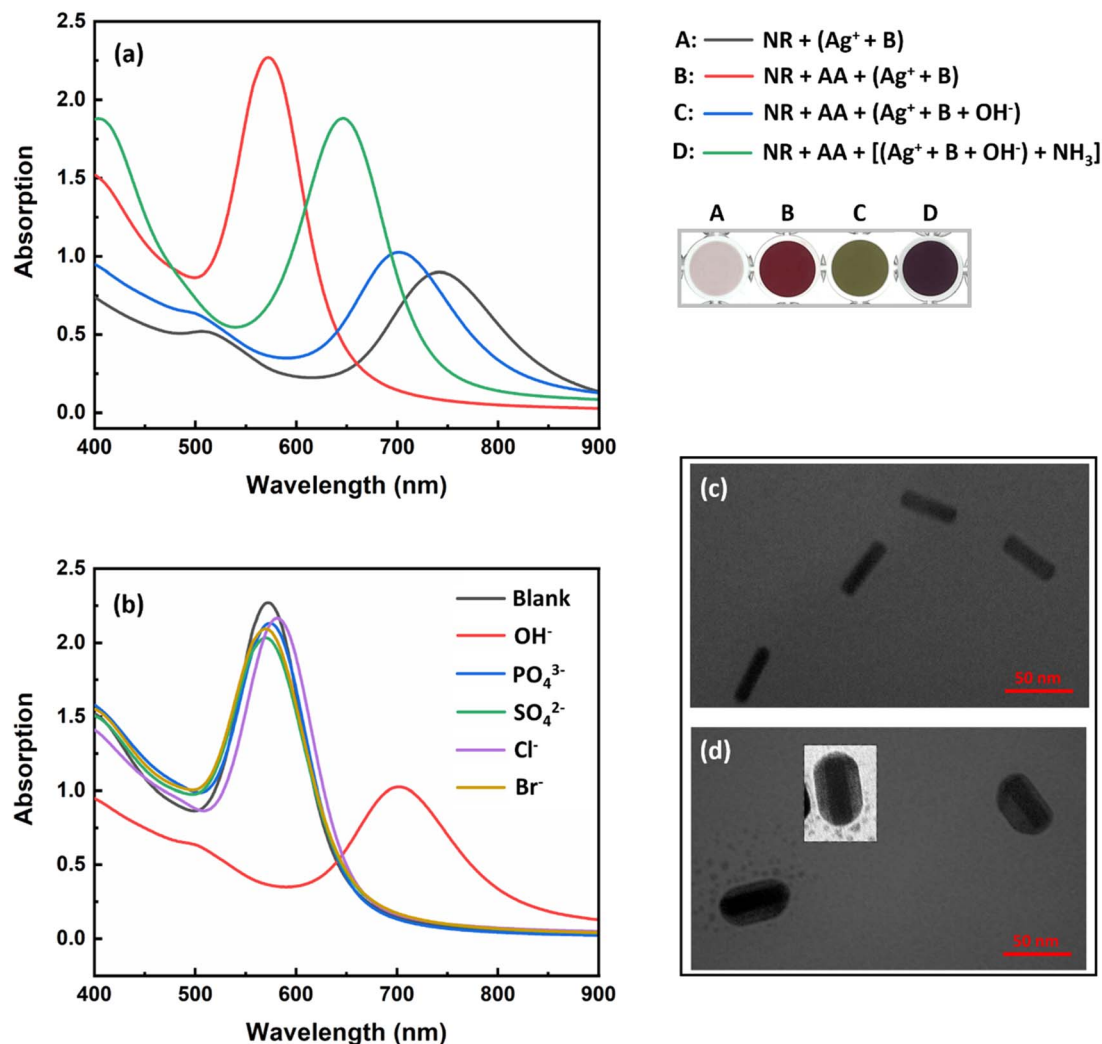 (a)
2.5
2.0
1.5
1.0
0.5
0.0
Absorption
400 500 600 700 800 900
Wavelength (nm)
A: NR + (Ag⁺ + B)
B: NR + AA + (Ag⁺ + B)
C: NR + AA + (Ag⁺ + B + OH⁻)
D: NR + AA + [(Ag⁺ + B + OH⁻) + NH₃]
A B C D
(b)
2.5
2.0
1.5
1.0
0.5
0.0
Absorption
Blank
OH⁻
PO₄³⁻
SO₄²⁻
Cl⁻
Br⁻
400 500 600 700 800 900
Wavelength (nm)
(c)
50 nm
(d)
50 nm